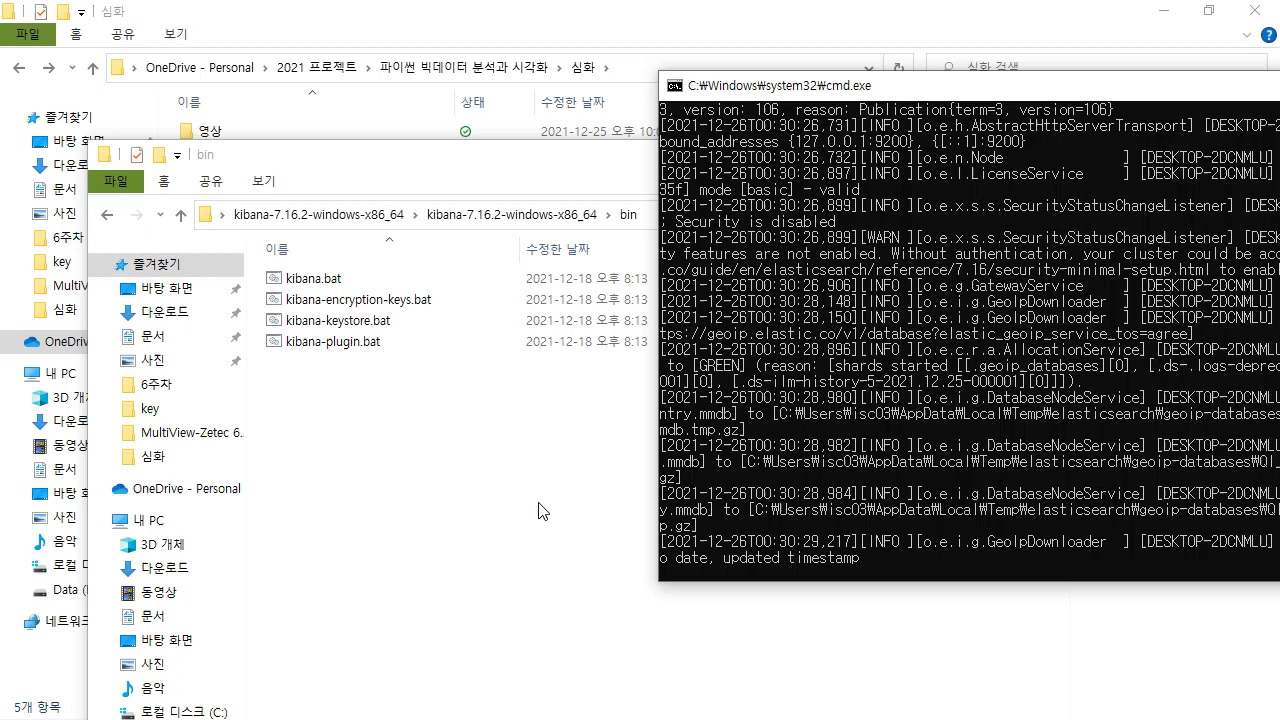 심화
파일
홈
공유
보기
OneDrive - Personal
2021 프로젝트
파이썬 빅데이터 분석과 시각화
심화
심화 검색
이름
상태
수정한 날짜
영상
2021-12-25 오후 10:0
즐겨찾기
바탕 화면
다운로
문서
사진
6주차
key
MultiV
심화
OneDriv
내 PC
3D 개체
다운로
동영상
문서
바탕 화
사진
음악
로컬 디
Data (
네트워크
5개 항목
bin
파일
홈
공유
보기
kibana-7.16.2-windows-x86_64
kibana-7.16.2-windows-x86_64
bin
이름
수정한 날짜
kibana.bat
2021-12-18 오후 8:13
kibana-encryption-keys.bat
2021-12-18 오후 8:13
kibana-keystore.bat
2021-12-18 오후 8:13
kibana-plugin.bat
2021-12-18 오후 8:13
즐겨찾기
바탕 화면
다운로드
문서
사진
6주차
key
MultiView-Zetec 6.
심화
OneDrive - Personal
내 PC
3D 개체
다운로드
동영상
문서
바탕 화면
사진
음악
로컬 디스크 (C:)
C:₩Windows₩system32₩cmd.exe
3, version: 106, reason: Publication{term=3, version=106}
[2021-12-26T00:30:26,731][INFO ][o.e.h.AbstractHttpServerTransport] [DESKTOP-2
bound_addresses {127.0.0.1:9200}, {[::1]:9200}
[2021-12-26T00:30:26,732][INFO ][o.e.n.Node ] [DESKTOP-2DCNMLU]
[2021-12-26T00:30:26,897][INFO ][o.e.l.LicenseService ] [DESKTOP-2DCNMLU]
35f] mode [basic] - valid
[2021-12-26T00:30:26,899][INFO ][o.e.x.s.s.SecurityStatusChangeListener] [DESK
; Security is disabled
[2021-12-26T00:30:26,899][WARN ][o.e.x.s.s.SecurityStatusChangeListener] [DESK
ty features are not enabled. Without authentication, your cluster could be acc
.co/guide/en/elasticsearch/reference/7.16/security-minimal-setup.html to enabl
[2021-12-26T00:30:26,906][INFO ][o.e.g.GatewayService ] [DESKTOP-2DCNMLU]
[2021-12-26T00:30:28,148][INFO ][o.e.i.g.GeoIpDownloader ] [DESKTOP-2DCNMLU]
[2021-12-26T00:30:28,150][INFO ][o.e.i.g.GeoIpDownloader ] [DESKTOP-2DCNMLU]
tps://geoip.elastic.co/v1/database?elastic_geoip_service_tos=agree]
[2021-12-26T00:30:28,896][INFO ][o.e.c.r.a.AllocationService] [DESKTOP-2DCNMLU
to [GREEN] (reason: [shards started [[.geoip_databases][0], [.ds-.logs-deprec
001][0], [.ds-ilm-history-5-2021.12.25-000001][0]]]).
[2021-12-26T00:30:28,980][INFO ][o.e.i.g.DatabaseNodeService] [DESKTOP-2DCNMLU
ntry.mmdb] to [C:₩Users₩isc03₩AppData₩Local₩Temp₩elasticsearch₩geoip-databases
mdb.tmp.gz]
[2021-12-26T00:30:28,982][INFO ][o.e.i.g.DatabaseNodeService] [DESKTOP-2DCNMLU
.mmdb] to [C:₩Users₩isc03₩AppData₩Local₩Temp₩elasticsearch₩geoip-databases₩QI_
gz]
[2021-12-26T00:30:28,984][INFO ][o.e.i.g.DatabaseNodeService] [DESKTOP-2DCNMLU
y.mmdb] to [C:₩Users₩isc03₩AppData₩Local₩Temp₩elasticsearch₩geoip-databases₩QI
p.gz]
[2021-12-26T00:30:29,217][INFO ][o.e.i.g.GeoIpDownloader ] [DESKTOP-2DCNMLU]
o date, updated timestamp